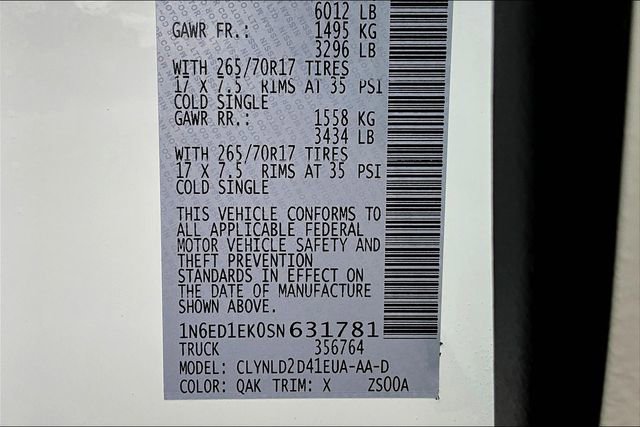 6012 LB
GAWR FR.: 1495 KG
3296 LB
WITH 265/70R17 TIRES
17 X 7.5 RIMS AT 35 PSI
COLD SINGLE
GAWR RR.: 1558 KG
3434 LB
WITH 265/70R17 TIRES
17 X 7.5 RIMS AT 35 PSI
COLD SINGLE
THIS VEHICLE CONFORMS TO
ALL APPLICABLE FEDERAL
MOTOR VEHICLE SAFETY AND
THEFT PREVENTION
STANDARDS IN EFFECT ON
THE DATE OF MANUFACTURE
SHOWN ABOVE.
1N6ED1EK0SN631781
TRUCK 356764
MODEL: CLYNLD2D41EUA-AA-D
COLOR: QAK TRIM: X ZS00A